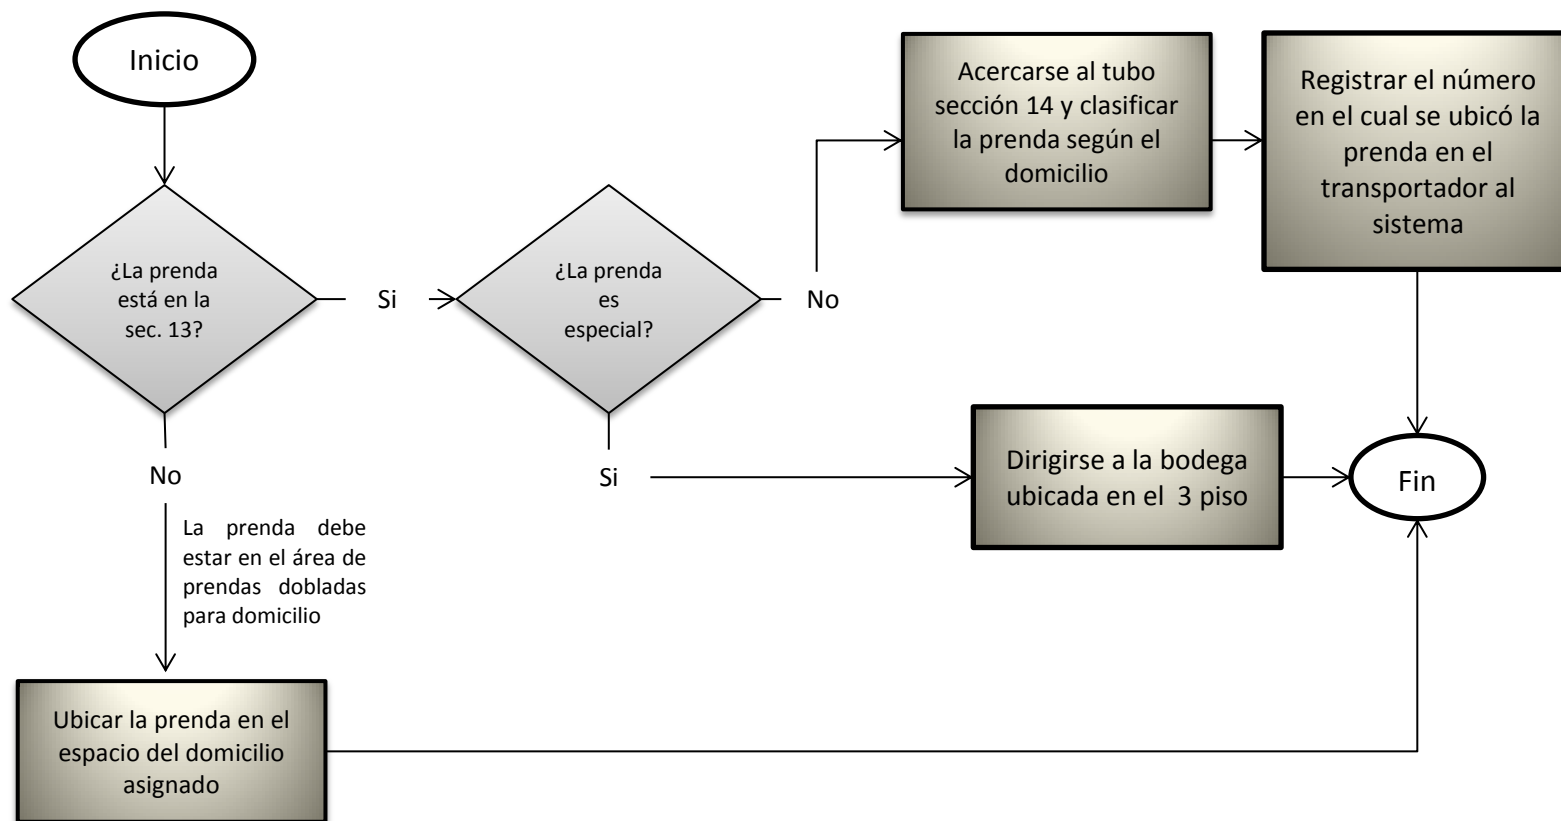 Inicio
¿La prenda
está en la
sec. 13?
Si
¿La prenda
es
especial?
No
Acercarse al tubo
sección 14 y clasificar
la prenda según el
domicilio
Registrar el número
en el cual se ubicó la
prenda en el
transportador al
sistema
Si
Dirigirse a la bodega
ubicada en el 3 piso
Fin
No
La prenda debe
estar en el área de
prendas dobladas
para domicilio
Ubicar la prenda en el
espacio del domicilio
asignado